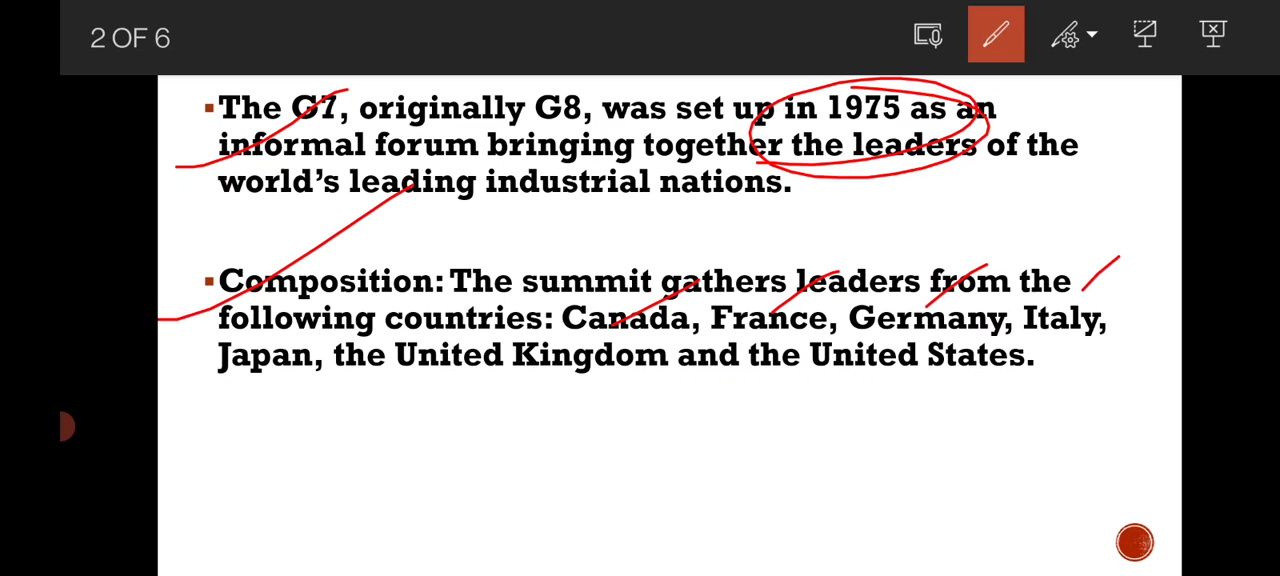 2 OF 6
▪The G7, originally G8, was set up in 1975 as an
informal forum bringing together the leaders of the
world’s leading industrial nations.
▪Composition: The summit gathers leaders from the
following countries: Canada, France, Germany, Italy,
Japan, the United Kingdom and the United States.